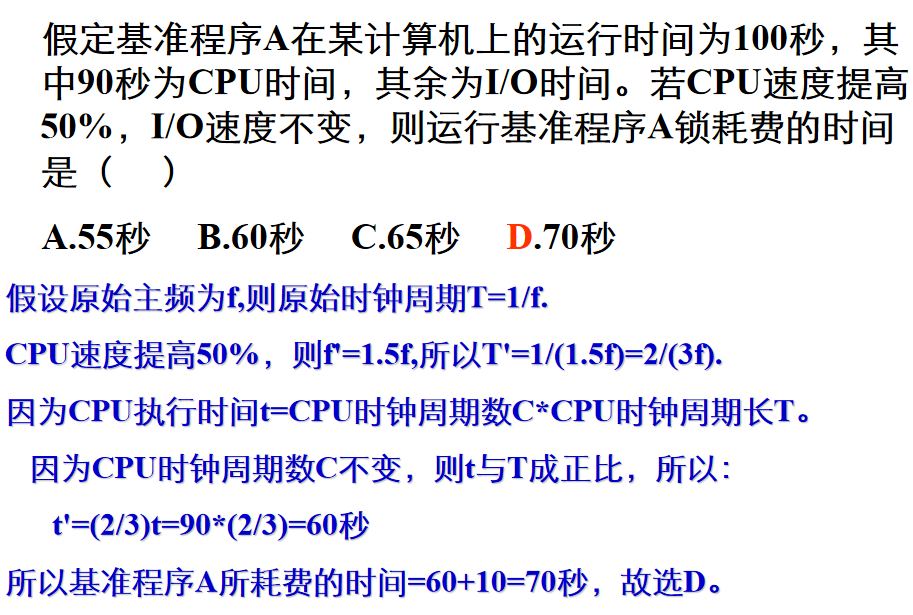 假定基准程序A在某计算机上的运行时间为100秒，其
中90秒为CPU时间，其余为I/O时间。若CPU速度提高
50%，I/O速度不变，则运行基准程序A锁耗费的时间
是（ ）
A.55秒 B.60秒 C.65秒 D.70秒
假设原始主频为f,则原始时钟周期T=1/f.
CPU速度提高50%，则f'=1.5f,所以T'=1/(1.5f)=2/(3f).
因为CPU执行时间t=CPU时钟周期数C*CPU时钟周期长T。
因为CPU时钟周期数C不变，则t与T成正比，所以：
t'=(2/3)t=90*(2/3)=60秒
所以基准程序A所耗费的时间=60+10=70秒，故选D。